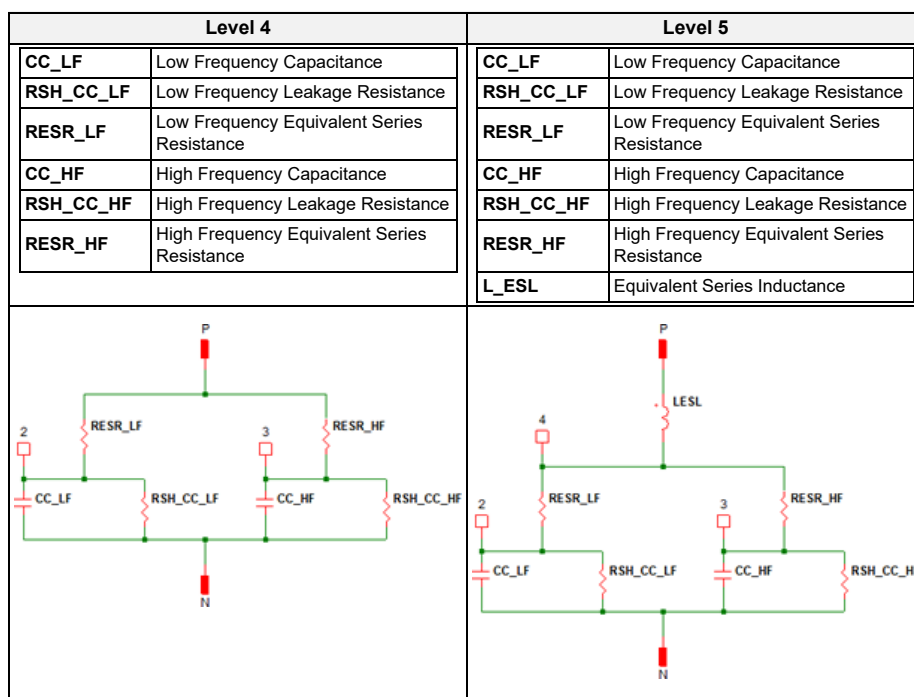 Level 4
Level 5
CC_LF
Low Frequency Capacitance
RSH_CC_LF
Low Frequency Leakage Resistance
RESR_LF
Low Frequency Equivalent Series
Resistance
CC_HF
High Frequency Capacitance
RSH_CC_HF
High Frequency Leakage Resistance
RESR_HF
High Frequency Equivalent Series
Resistance
CC_LF
Low Frequency Capacitance
RSH_CC_LF
Low Frequency Leakage Resistance
RESR_LF
Low Frequency Equivalent Series
Resistance
CC_HF
High Frequency Capacitance
RSH_CC_HF
High Frequency Leakage Resistance
RESR_HF
High Frequency Equivalent Series
Resistance
L_ESL
Equivalent Series Inductance
P
RESR_LF
RESR_HF
2
3
CC_LF
RSH_CC_LF
CC_HF
RSH_CC_HF
N
P
LESL
4
RESR_LF
RESR_HF
2
3
CC_LF
RSH_CC_LF
CC_HF
RSH_CC_H
N